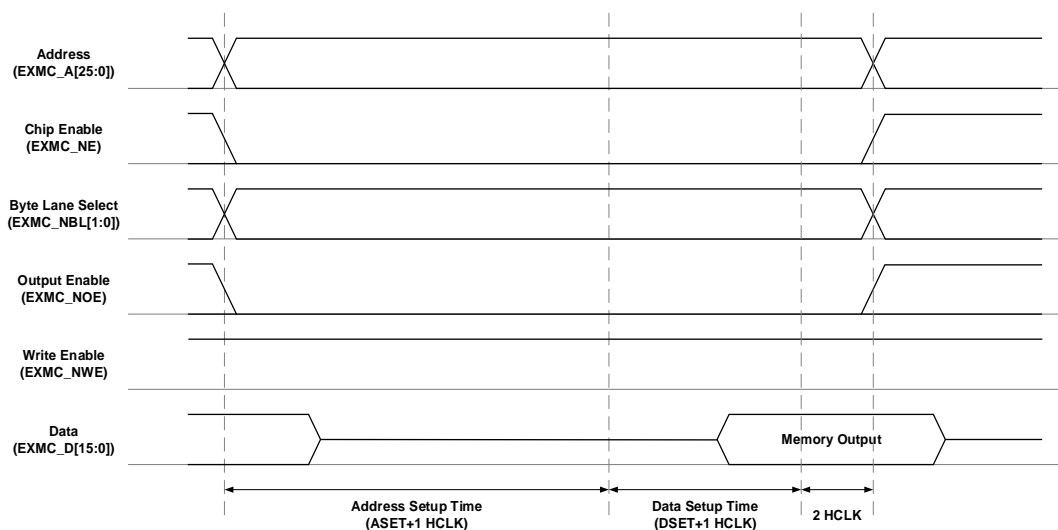 Address
(EXMC_A[25:0])
Chip Enable
(EXMC_NE)
Byte Lane Select
(EXMC_NBL[1:0])
Output Enable
(EXMC_NOE)
Write Enable
(EXMC_NWE)
Data
(EXMC_D[15:0])
Memory Output
Address Setup Time
(ASET+1 HCLK)
Data Setup Time
(DSET+1 HCLK)
2 HCLK